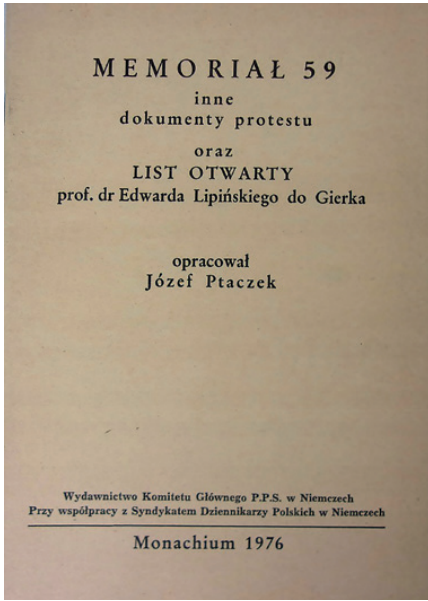 MEMORIAŁ 59
inne
dokumenty protestu
oraz
LIST OTWARTY
prof. dr Edwarda Lipińskiego do Gierka
opracował
Józef Ptaczek
Wydawnictwo Komitetu Głównego P.P.S. w Niemczech
Przy współpracy z Syndykatem Dziennikarzy Polskich w Niemczech
Monachium 1976